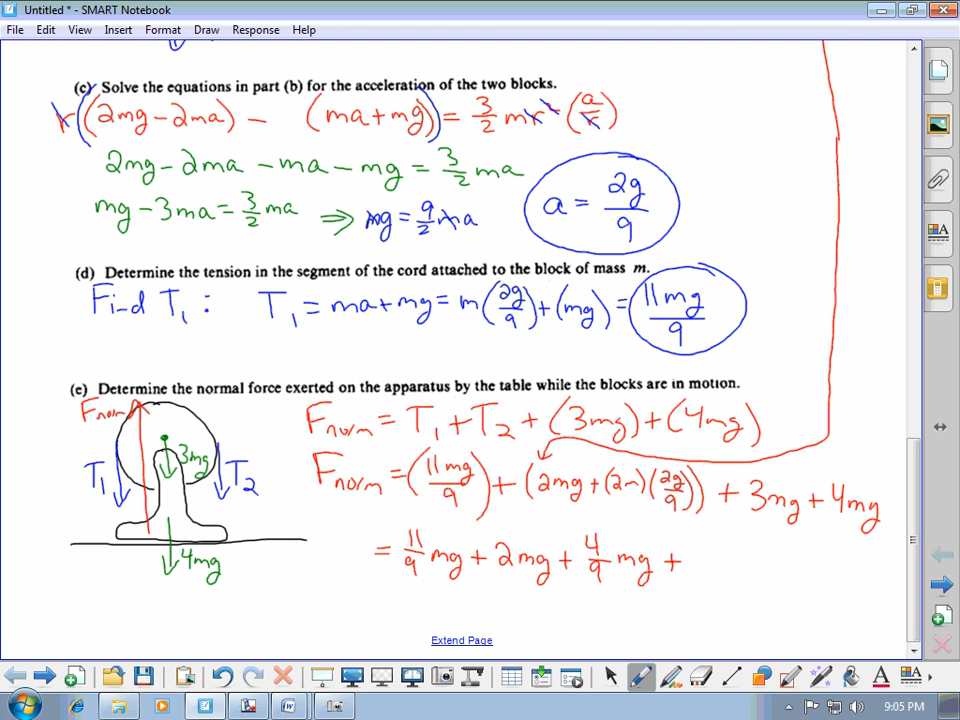 Untitled * - SMART Notebook
File Edit View Insert Format Draw Response Help
(c) Solve the equations in part (b) for the acceleration of the two blocks.
r(2mg-2ma) - (ma+mg) = 3/2 mr² (a/r)
2mg-2ma-ma-mg = 3/2 ma
mg-3ma = 3/2 ma ⇒ mg = 9/2 ma
a = 2g/9
(d) Determine the tension in the segment of the cord attached to the block of mass m.
Find T₁: T₁ = ma+mg = m(2g/9)+(mg) = 11mg/9
(e) Determine the normal force exerted on the apparatus by the table while the blocks are in motion.
Fnorm
T₁
3mg
T₂
4mg
Fnorm = T₁+T₂+(3mg)+(4mg)
Fnorm = (11mg/9)+(2mg+(2m)(2g/9)) + 3mg+4mg
= 11/9 mg + 2mg + 4/9 mg +
Extend Page
A
9:05 PM